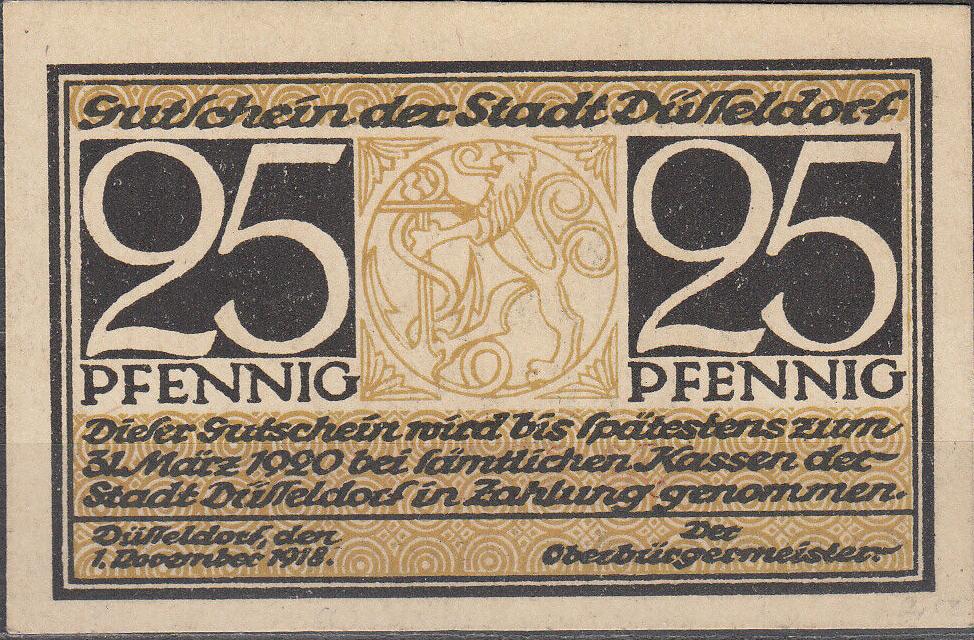 Gutschein der Stadt Düsseldorf
25 25
PFENNIG PFENNIG
Dieser Gutschein wird bis spätestens zum
31. März 1920 bei sämtlichen Kassen der
Stadt Düsseldorf in Zahlung genommen.
Düsseldorf, den
1. November 1918.
Der
Oberbürgermeister: